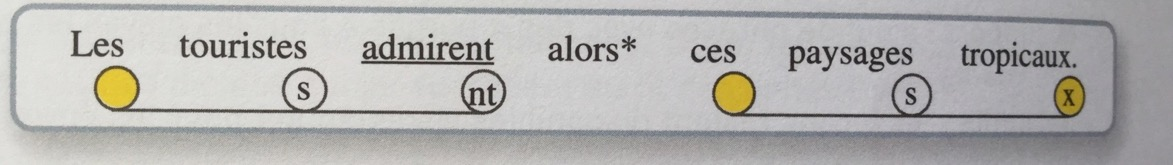 Les touristes admirent alors* ces paysages tropicaux.
s nt s x